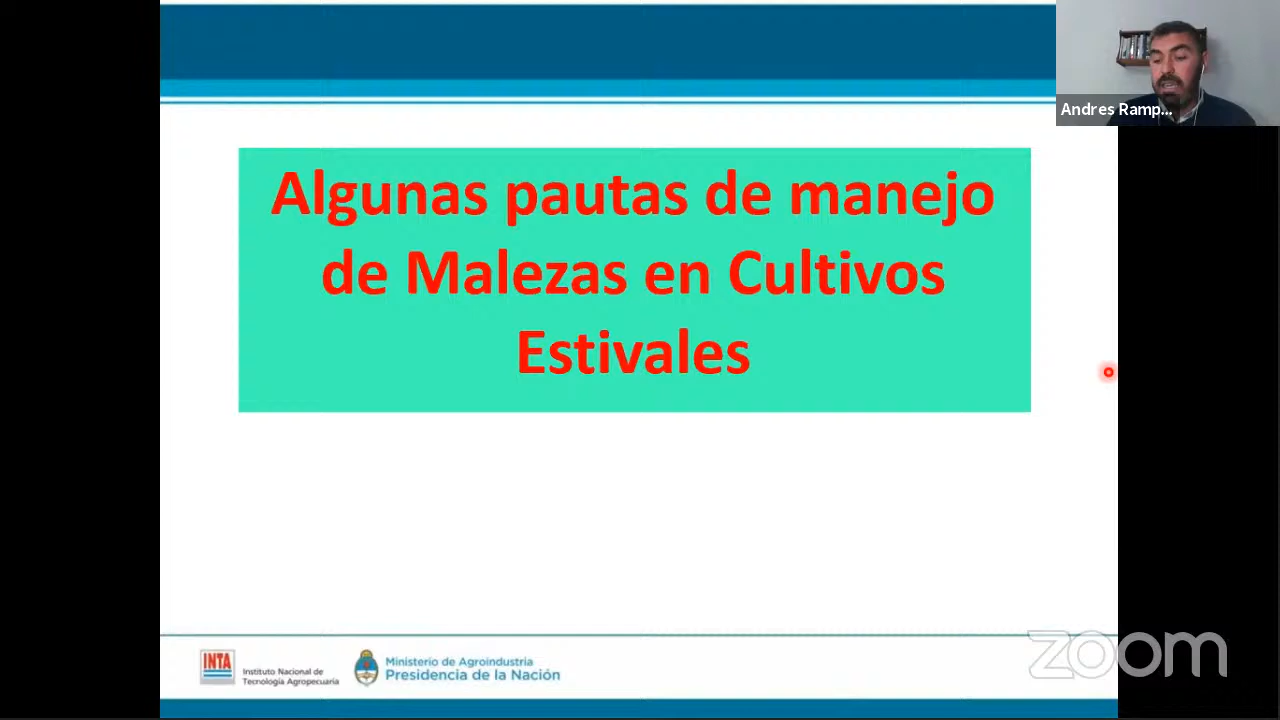 Andres Ramp...
Algunas pautas de manejo
de Malezas en Cultivos
Estivales
INTA
Instituto Nacional de
Tecnología Agropecuaria
Ministerio de Agroindustria
Presidencia de la Nación
zoom